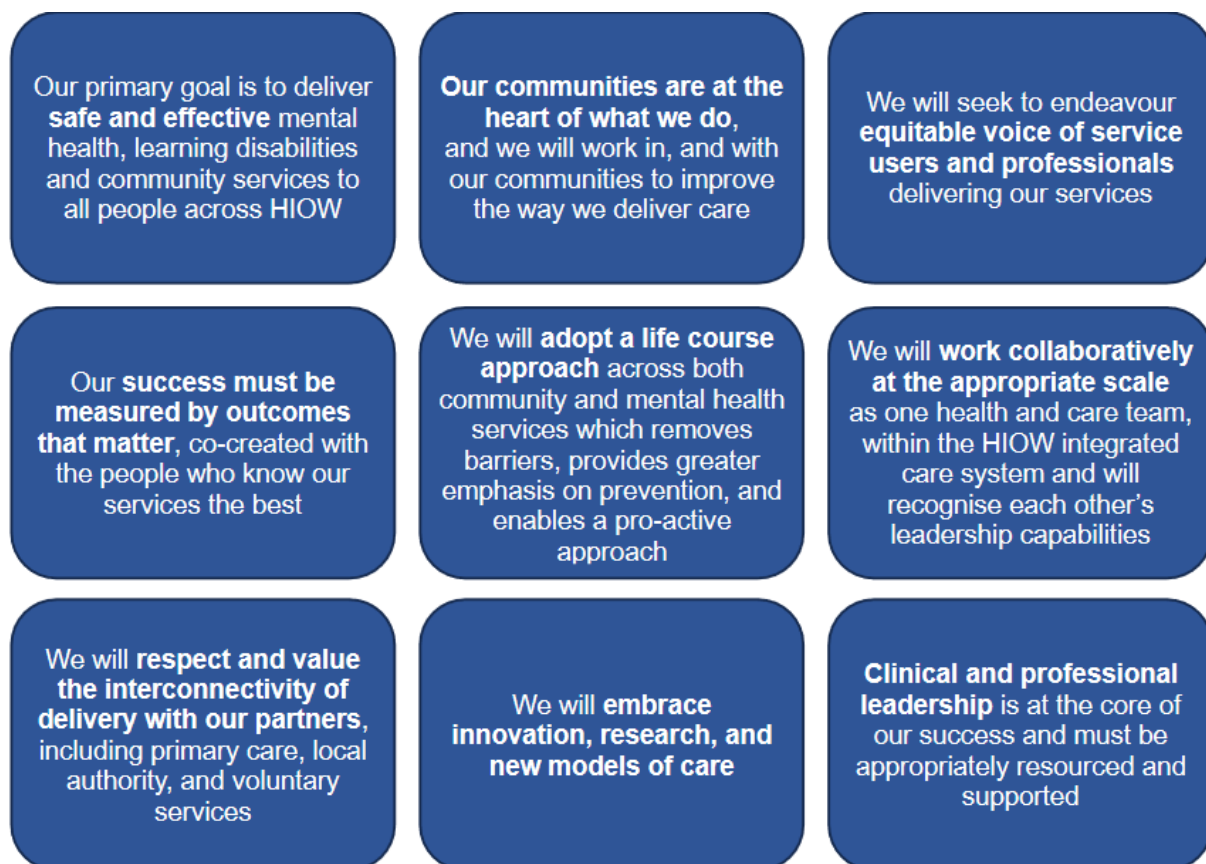 Our primary goal is to deliver
safe and effective mental
health, learning disabilities
and community services to
all people across HIOW
Our communities are at the
heart of what we do,
and we will work in, and with
our communities to improve
the way we deliver care
We will seek to endeavour
equitable voice of service
users and professionals
delivering our services
Our success must be
measured by outcomes
that matter, co-created with
the people who know our
services the best
We will adopt a life course
approach across both
community and mental health
services which removes
barriers, provides greater
emphasis on prevention, and
enables a pro-active
approach
We will work collaboratively
at the appropriate scale
as one health and care team,
within the HIOW integrated
care system and will
recognise each other’s
leadership capabilities
We will respect and value
the interconnectivity of
delivery with our partners,
including primary care, local
authority, and voluntary
services
We will embrace
innovation, research, and
new models of care
Clinical and professional
leadership is at the core of
our success and must be
appropriately resourced and
supported